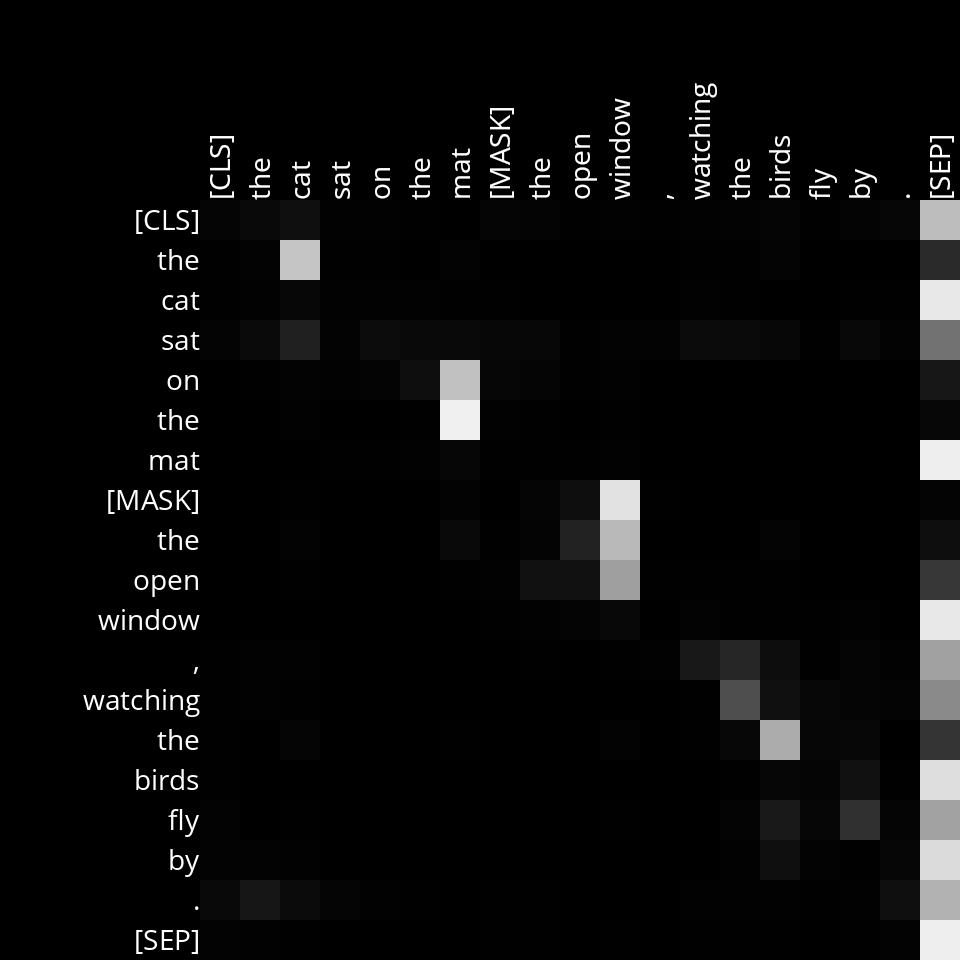 [CLS] the cat sat on the mat [MASK] the open window , watching the birds fly by . [SEP]
[CLS]
the
cat
sat
on
the
mat
[MASK]
the
open
window
,
watching
the
birds
fly
by
.
[SEP]